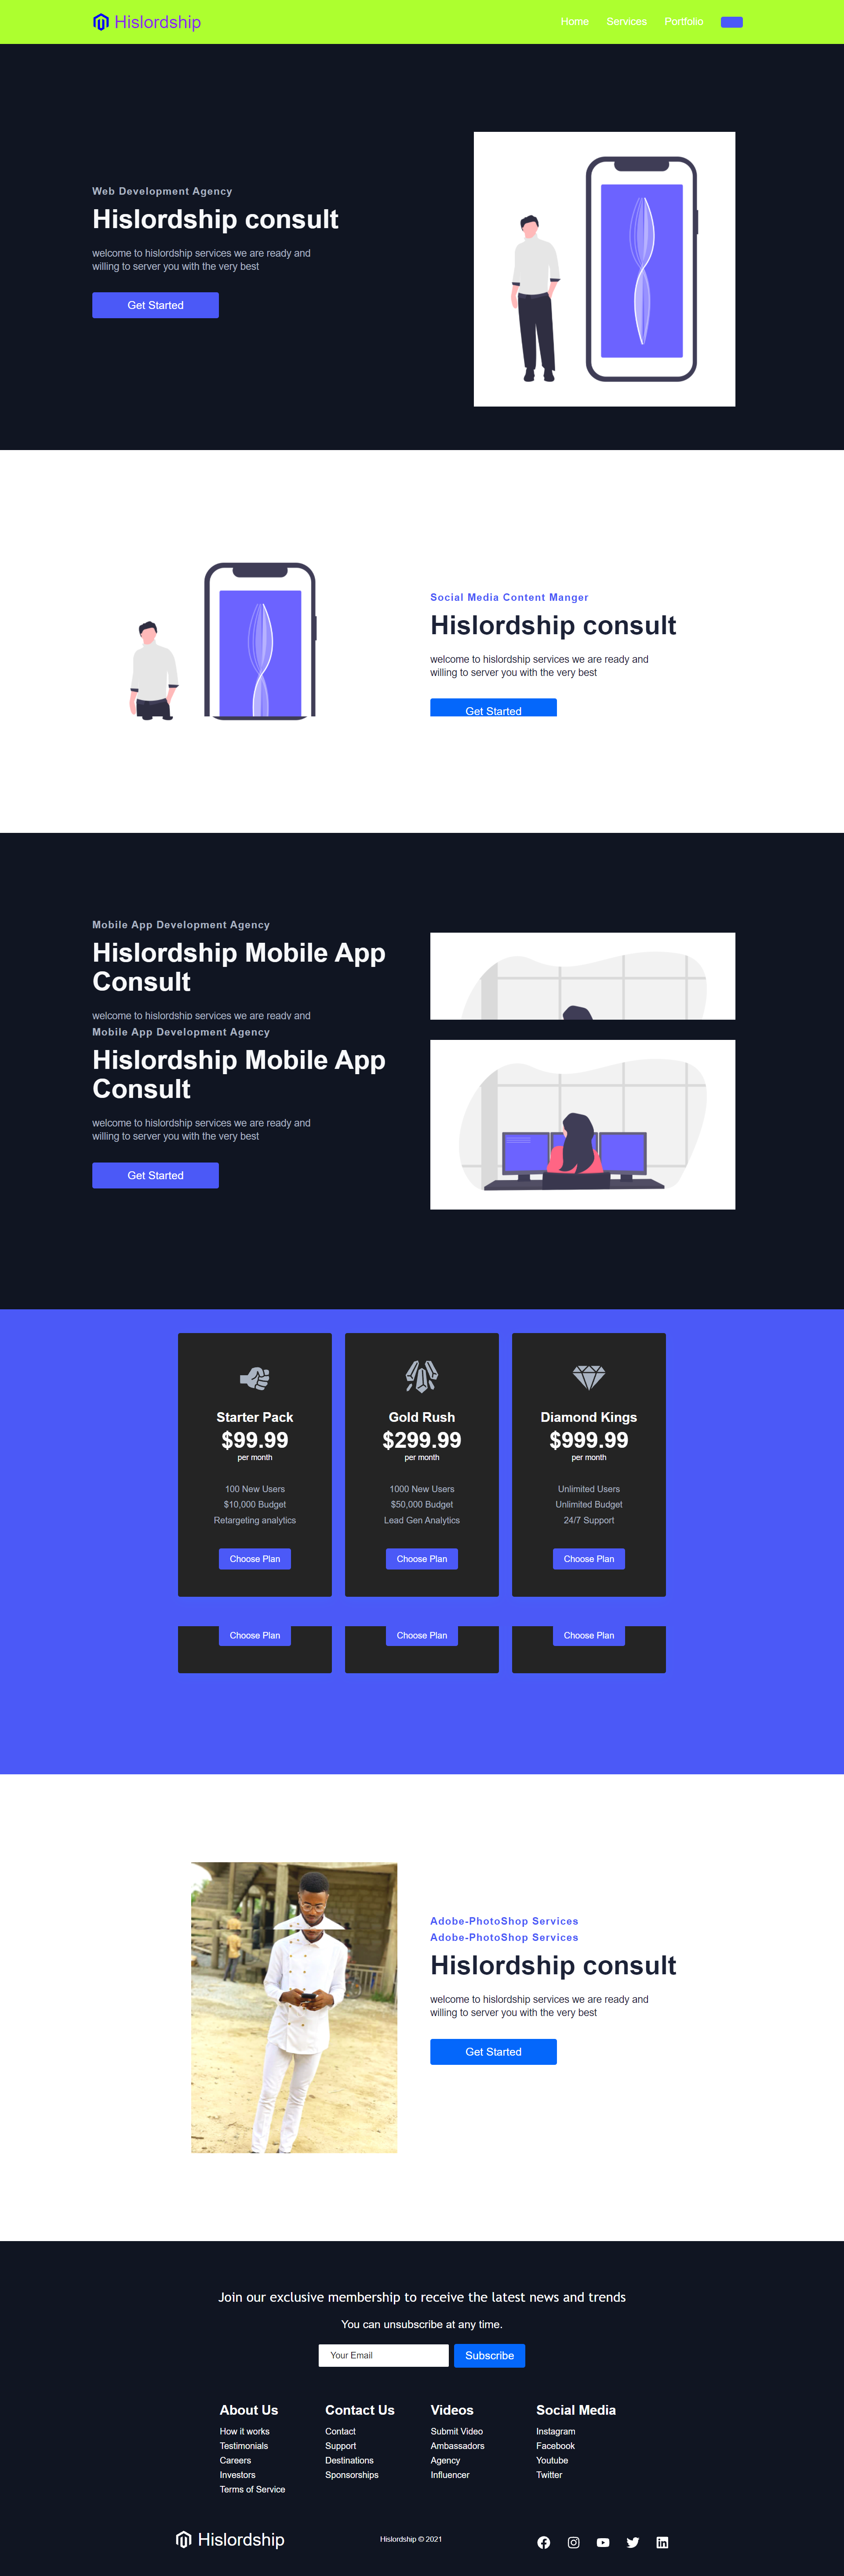 Hislordship
Home
Services
Portfolio
Web Development Agency
Hislordship consult
welcome to hislordship services we are ready and
willing to server you with the very best
Get Started
Social Media Content Manger
Hislordship consult
welcome to hislordship services we are ready and
willing to server you with the very best
Get Started
Mobile App Development Agency
Hislordship Mobile App
Consult
welcome to hislordship services we are ready and
Mobile App Development Agency
Hislordship Mobile App
Consult
welcome to hislordship services we are ready and
willing to server you with the very best
Get Started
Starter Pack
$99.99
per month
100 New Users
$10,000 Budget
Retargeting analytics
Choose Plan
Gold Rush
$299.99
per month
1000 New Users
$50,000 Budget
Lead Gen Analytics
Choose Plan
Diamond Kings
$999.99
per month
Unlimited Users
Unlimited Budget
24/7 Support
Choose Plan
Choose Plan
Choose Plan
Choose Plan
Adobe-PhotoShop Services
Adobe-PhotoShop Services
Hislordship consult
welcome to hislordship services we are ready and
willing to server you with the very best
Get Started
Join our exclusive membership to receive the latest news and trends
You can unsubscribe at any time.
Your Email
Subscribe
About Us
How it works
Testimonials
Careers
Investors
Terms of Service
Contact Us
Contact
Support
Destinations
Sponsorships
Videos
Submit Video
Ambassadors
Agency
Influencer
Social Media
Instagram
Facebook
Youtube
Twitter
Hislordship
Hislordship © 2021